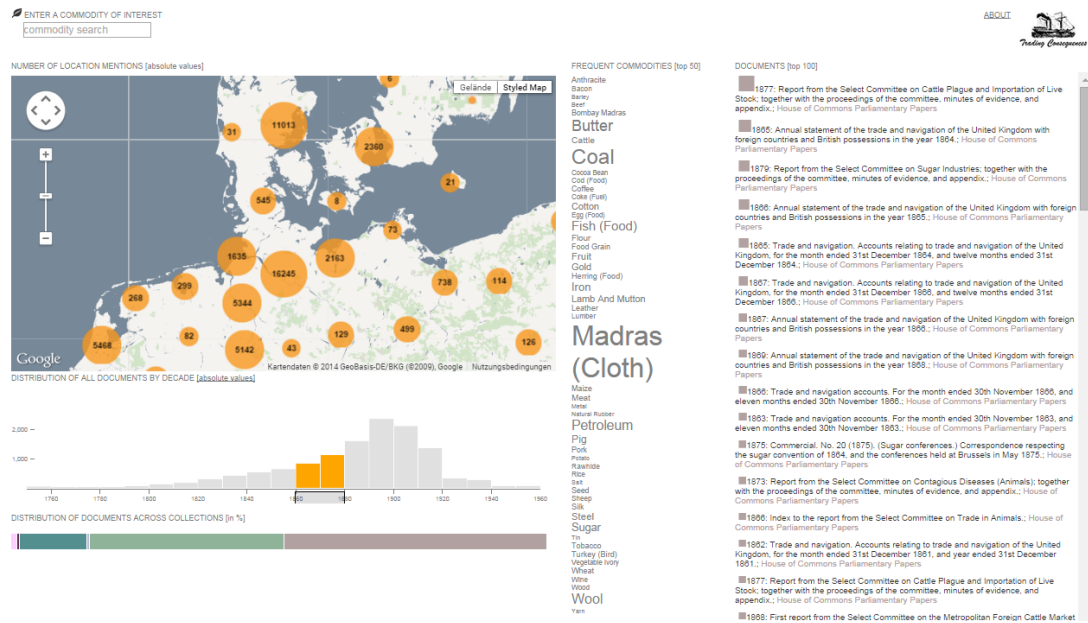 ENTER A COMMODITY OF INTEREST
commodity search
ABOUT
Trading Consequences
NUMBER OF LOCATION MENTIONS [absolute values]
Gelände
Styled Map
6
31
11013
2360
21
545
8
73
1635
16245
2163
738
114
299
268
5344
82
129
499
5468
5142
43
126
Google
Kartendaten © 2014 GeoBasis-DE/BKG (©2009), Google
Nutzungsbedingungen
DISTRIBUTION OF ALL DOCUMENTS BY DECADE [absolute values]
2,000
1,000
1760
1780
1800
1820
1840
1860
1880
1900
1920
1940
1960
DISTRIBUTION OF DOCUMENTS ACROSS COLLECTIONS [in %]
FREQUENT COMMODITIES [top 50]
Anthracite
Bacon
Barley
Beef
Bombay Madras
Butter
Cattle
Coal
Cocoa Bean
Cod (Food)
Coffee
Coke (Fuel)
Cotton
Egg (Food)
Fish (Food)
Flour
Food Grain
Fruit
Gold
Herring (Food)
Iron
Lamb And Mutton
Leather
Lumber
Madras
(Cloth)
Maize
Meat
Metal
Natural Rubber
Petroleum
Pig
Pork
Potato
Rawhide
Rice
Salt
Seed
Sheep
Silk
Steel
Sugar
Tin
Tobacco
Turkey (Bird)
Vegetable Ivory
Wheat
Wine
Wood
Wool
Yarn
DOCUMENTS [top 100]
1877: Report from the Select Committee on Cattle Plague and Importation of Live
Stock; together with the proceedings of the committee, minutes of evidence, and
appendix.; House of Commons Parliamentary Papers
1865: Annual statement of the trade and navigation of the United Kingdom with
foreign countries and British possessions in the year 1864.; House of Commons
Parliamentary Papers
1879: Report from the Select Committee on Sugar Industries; together with the
proceedings of the committee, minutes of evidence, and appendix.; House of Commons
Parliamentary Papers
1866: Annual statement of the trade and navigation of the United Kingdom with foreign
countries and British possessions in the year 1865.; House of Commons Parliamentary
Papers
1865: Trade and navigation. Accounts relating to trade and navigation of the United
Kingdom, for the month ended 31st December 1864, and twelve months ended 31st
December 1864.; House of Commons Parliamentary Papers
1867: Trade and navigation. Accounts relating to trade and navigation of the United
Kingdom, for the month ended 31st December 1866, and twelve months ended 31st
December 1866.; House of Commons Parliamentary Papers
1867: Annual statement of the trade and navigation of the United Kingdom with foreign
countries and British possessions in the year 1866.; House of Commons Parliamentary
Papers
1869: Annual statement of the trade and navigation of the United Kingdom with foreign
countries and British possessions in the year 1868.; House of Commons Parliamentary
Papers
1866: Trade and navigation accounts. For the month ended 30th November 1866, and
eleven months ended 30th November 1866.; House of Commons Parliamentary Papers
1863: Trade and navigation accounts. For the month ended 30th November 1863, and
eleven months ended 30th November 1863.; House of Commons Parliamentary Papers
1875: Commercial. No. 20 (1875). (Sugar conferences.) Correspondence respecting
the sugar convention of 1864, and the conferences held at Brussels in May 1875.; House
of Commons Parliamentary Papers
1873: Report from the Select Committee on Contagious Diseases (Animals); together
with the proceedings of the committee, minutes of evidence, and appendix.; House of
Commons Parliamentary Papers
1866: Index to the report from the Select Committee on Trade in Animals.; House of
Commons Parliamentary Papers
1862: Trade and navigation. Accounts relating to trade and navigation of the United
Kingdom, for the month ended 31st December 1861, and year ended 31st December
1861.; House of Commons Parliamentary Papers
1877: Report from the Select Committee on Cattle Plague and Importation of Live
Stock; together with the proceedings of the committee, minutes of evidence, and
appendix.; House of Commons Parliamentary Papers
1868: First report from the Select Committee on the Metropolitan Foreign Cattle Market